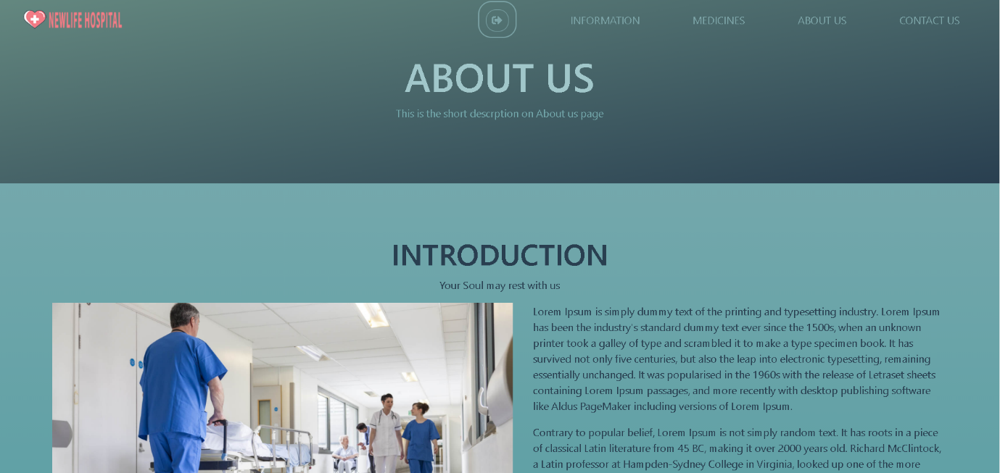 NEWLIFE HOSPITAL
INFORMATION
MEDICINES
ABOUT US
CONTACT US
ABOUT US
This is the short descrption on About us page
INTRODUCTION
Your Soul may rest with us
Lorem Ipsum is simply dummy text of the printing and typesetting industry. Lorem Ipsum
has been the industry's standard dummy text ever since the 1500s, when an unknown
printer took a galley of type and scrambled it to make a type specimen book. It has
survived not only five centuries, but also the leap into electronic typesetting, remaining
essentially unchanged. It was popularised in the 1960s with the release of Letraset sheets
containing Lorem Ipsum passages, and more recently with desktop publishing software
like Aldus PageMaker including versions of Lorem Ipsum.
Contrary to popular belief, Lorem Ipsum is not simply random text. It has roots in a piece
of classical Latin literature from 45 BC, making it over 2000 years old. Richard McClintock,
a Latin professor at Hampden-Sydney College in Virginia, looked up one of the more